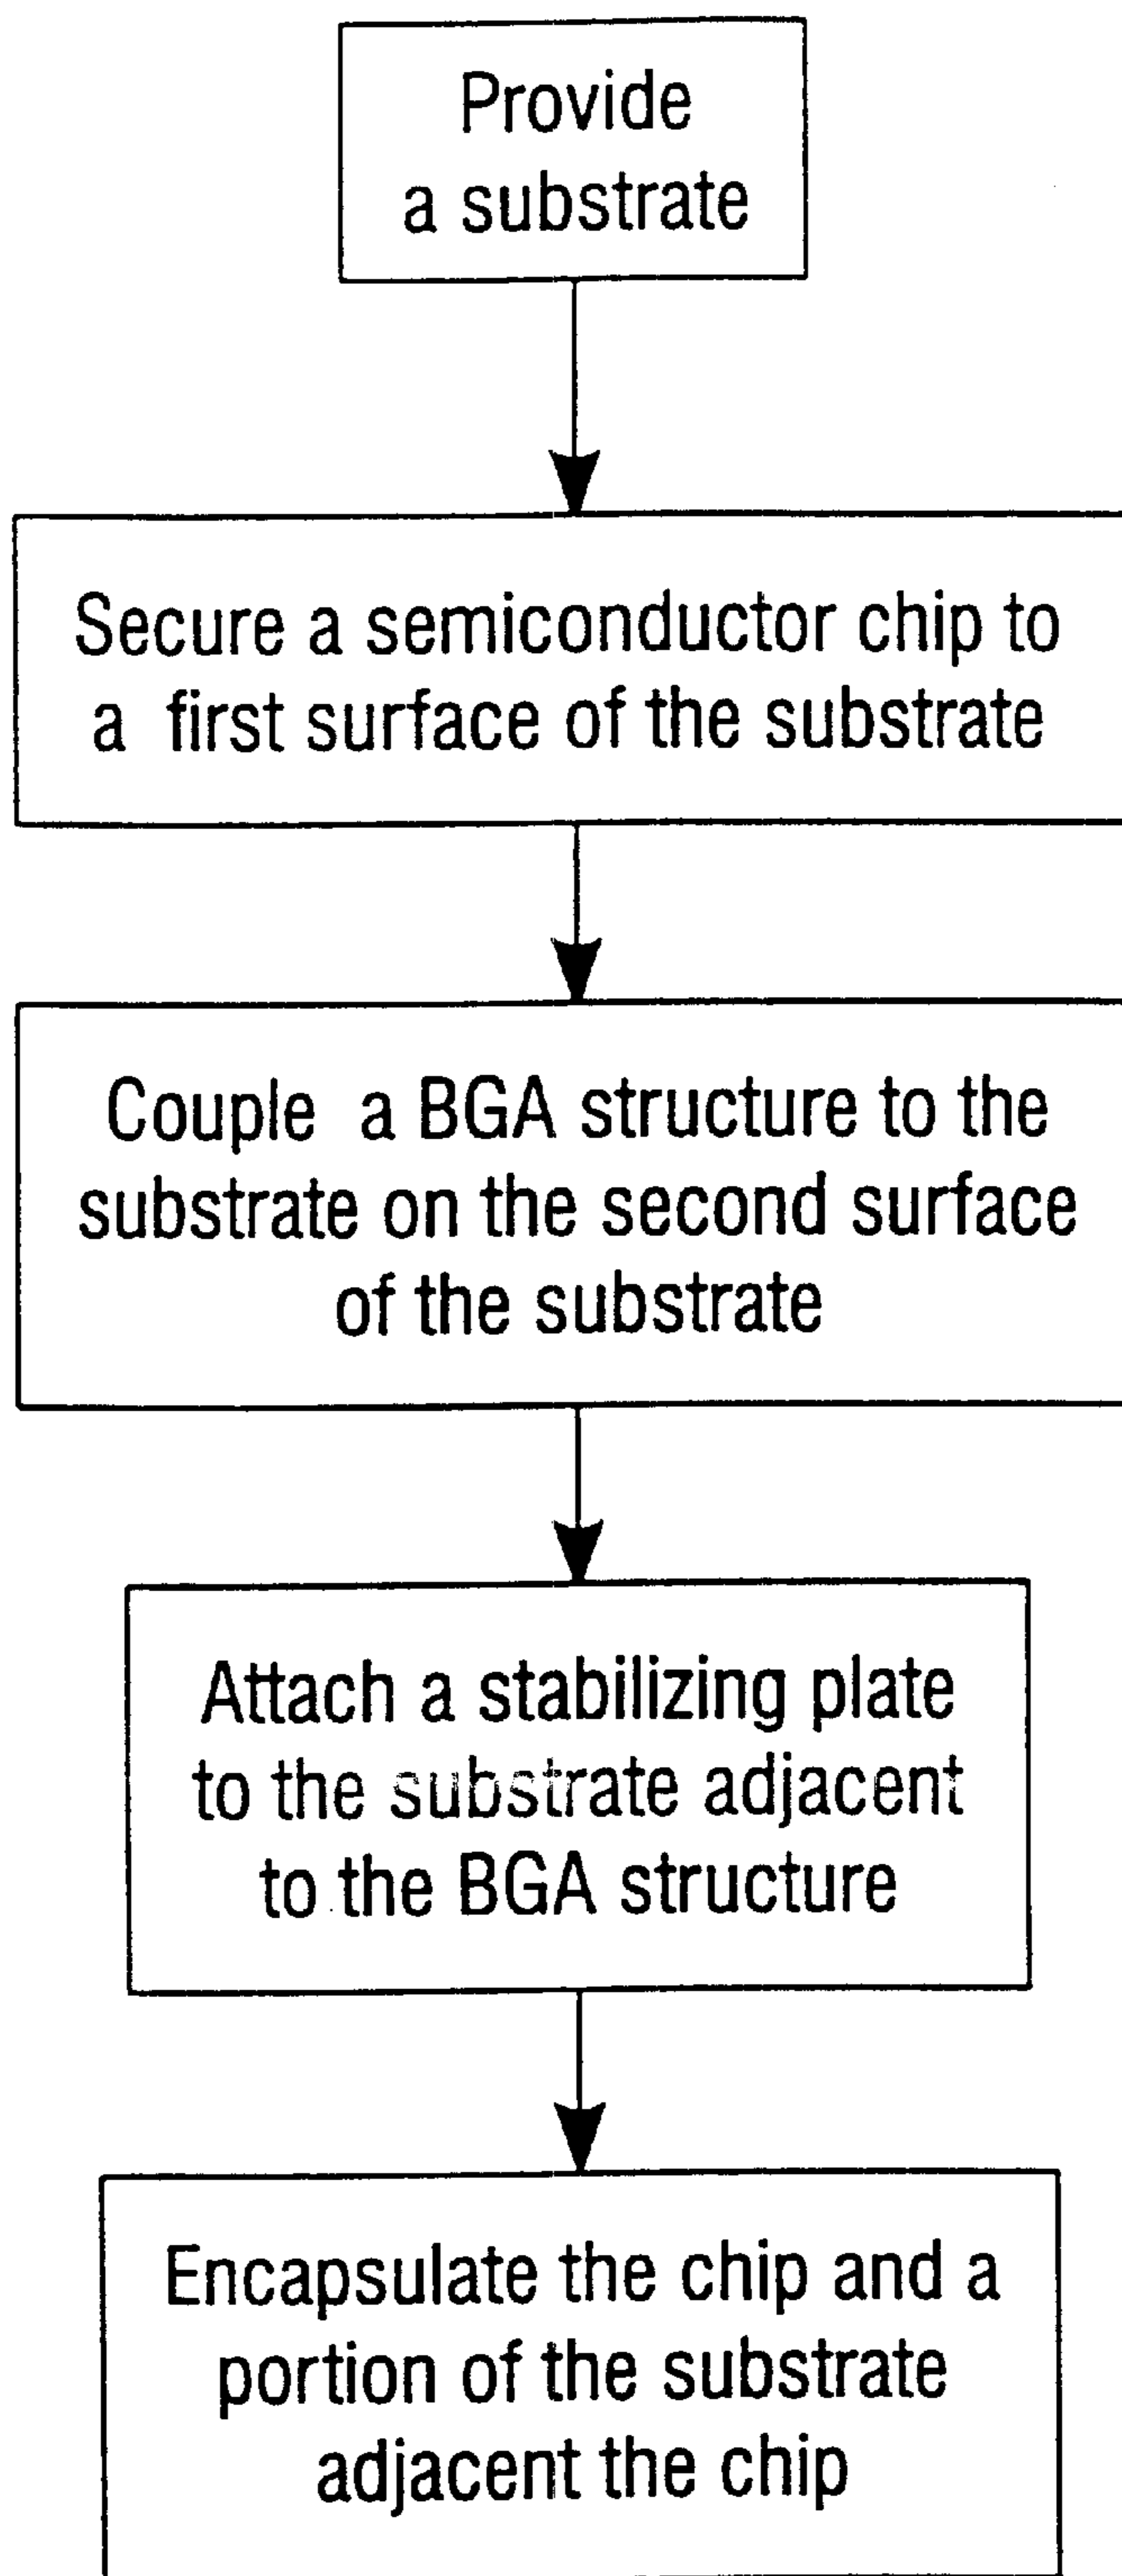 Provide
a substrate
Secure a semiconductor chip to
a first surface of the substrate
Couple a BGA structure to the
substrate on the second surface
of the substrate
Attach a stabilizing plate
to the substrate adjacent
to the BGA structure
Encapsulate the chip and a
portion of the substrate
adjacent the chip